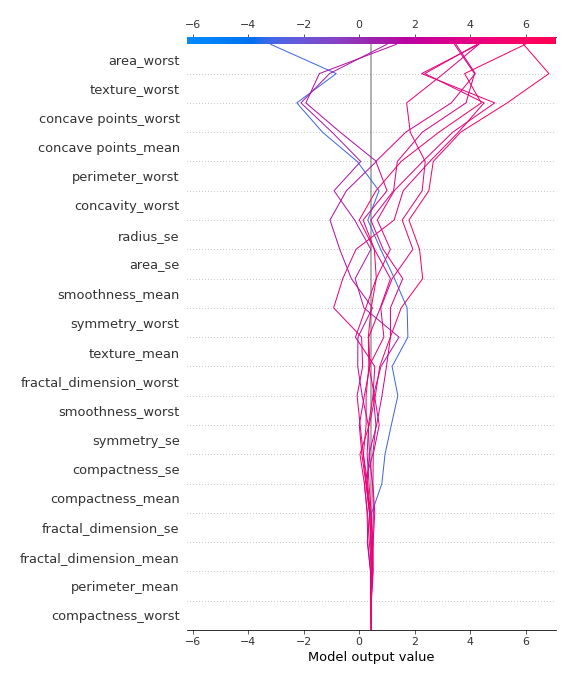 −6 −4 −2 0 2 4 6
area_worst
texture_worst
concave points_worst
concave points_mean
perimeter_worst
concavity_worst
radius_se
area_se
smoothness_mean
symmetry_worst
texture_mean
fractal_dimension_worst
smoothness_worst
symmetry_se
compactness_se
compactness_mean
fractal_dimension_se
fractal_dimension_mean
perimeter_mean
compactness_worst
−6 −4 −2 0 2 4 6
Model output value